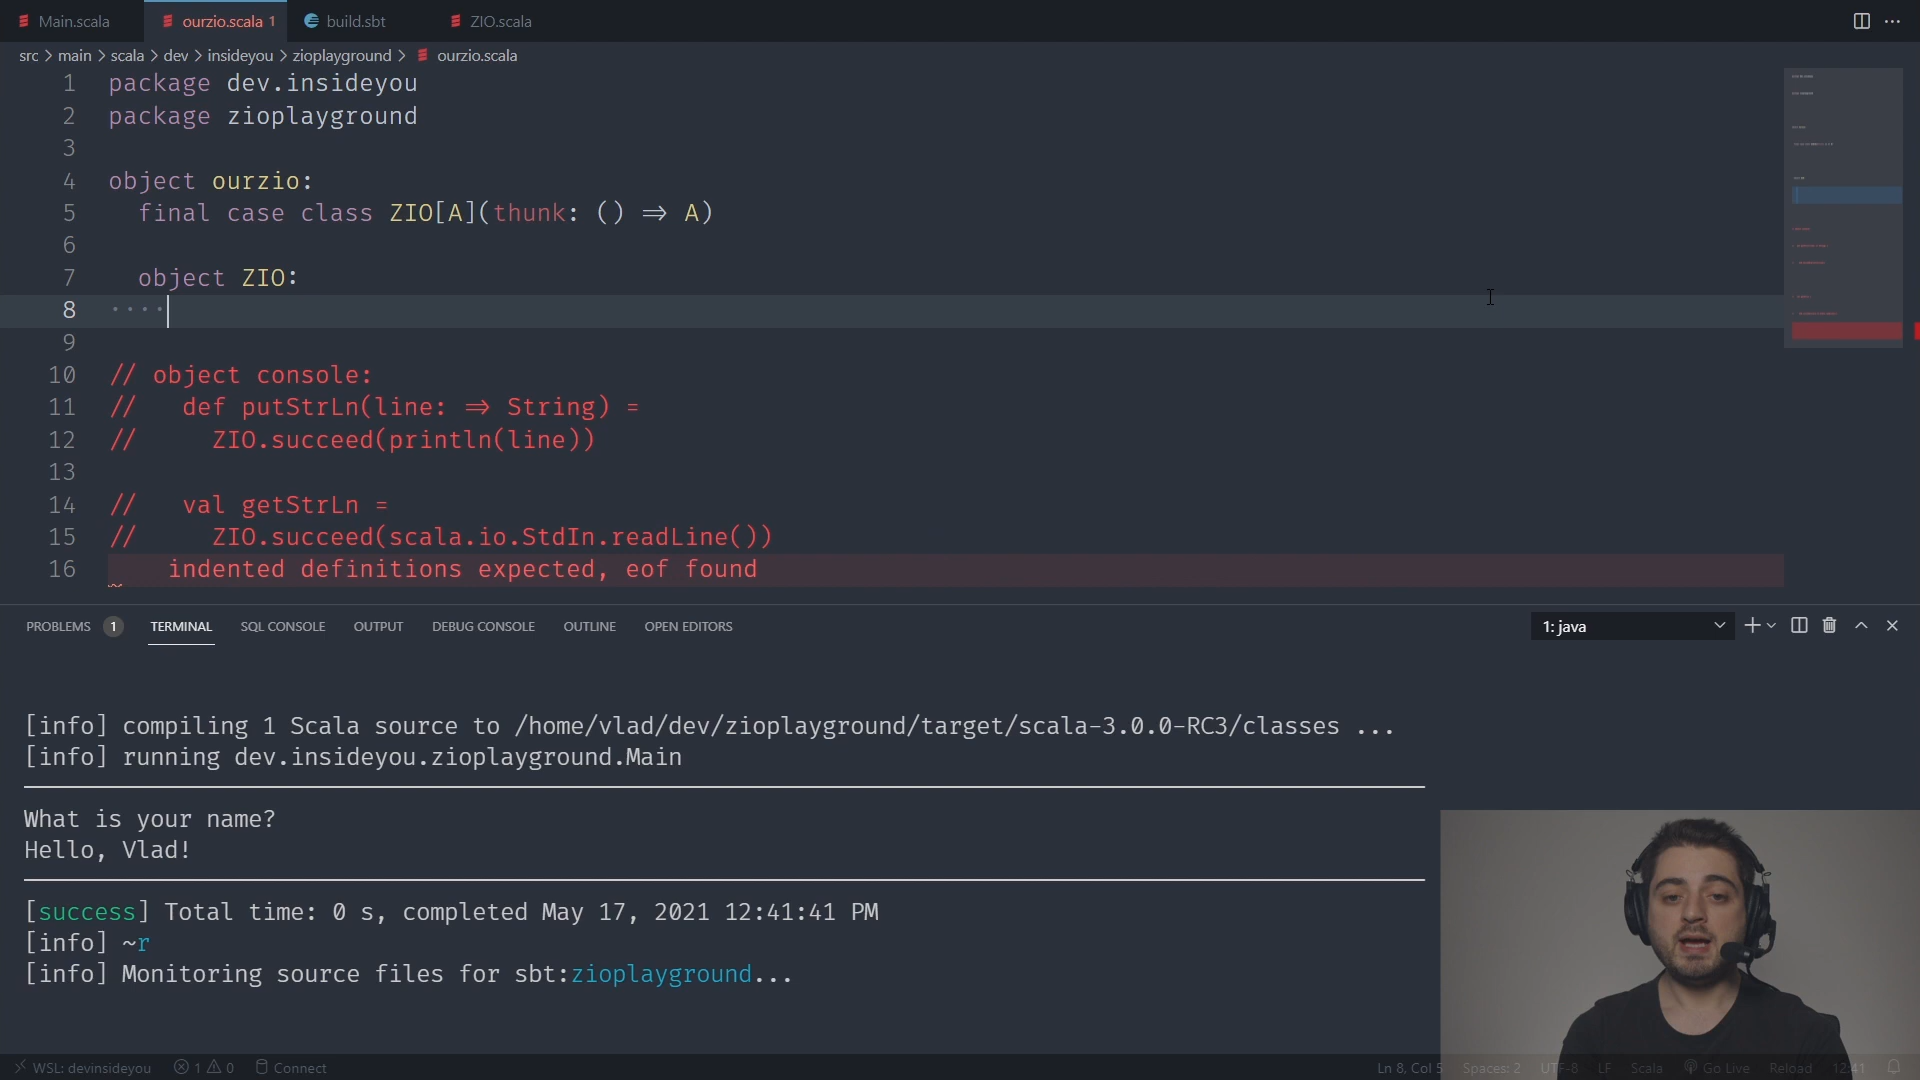 Main.scala
ourzio.scala 1
build.sbt
ZIO.scala
src > main > scala > dev > insideyou > zioplayground > ourzio.scala
1 package dev.insideyou
2 package zioplayground
3
4 object ourzio:
5 final case class ZIO[A](thunk: () ⇒ A)
6
7 object ZIO:
8 ····
9
10 // object console:
11 // def putStrLn(line: ⇒ String) =
12 // ZIO.succeed(println(line))
13
14 // val getStrLn =
15 // ZIO.succeed(scala.io.StdIn.readLine())
16 indented definitions expected, eof found
PROBLEMS 1 TERMINAL SQL CONSOLE OUTPUT DEBUG CONSOLE OUTLINE OPEN EDITORS 1: java
[info] compiling 1 Scala source to /home/vlad/dev/zioplayground/target/scala-3.0.0-RC3/classes ...
[info] running dev.insideyou.zioplayground.Main
What is your name?
Hello, Vlad!
[success] Total time: 0 s, completed May 17, 2021 12:41:41 PM
[info] ~r
[info] Monitoring source files for sbt:zioplayground...
WSL: devinsideyou 1 0 Connect Ln 8, Col 5 Spaces: 2 UTF-8 LF Scala Go Live Reload 12:41